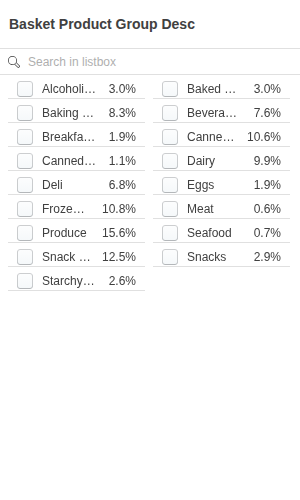 Basket Product Group Desc
Search in listbox
Alcoholi... 3.0% Baked ... 3.0%
Baking ... 8.3% Bevera... 7.6%
Breakfa... 1.9% Canne... 10.6%
Canned... 1.1% Dairy 9.9%
Deli 6.8% Eggs 1.9%
Froze... 10.8% Meat 0.6%
Produce 15.6% Seafood 0.7%
Snack ... 12.5% Snacks 2.9%
Starchy... 2.6%